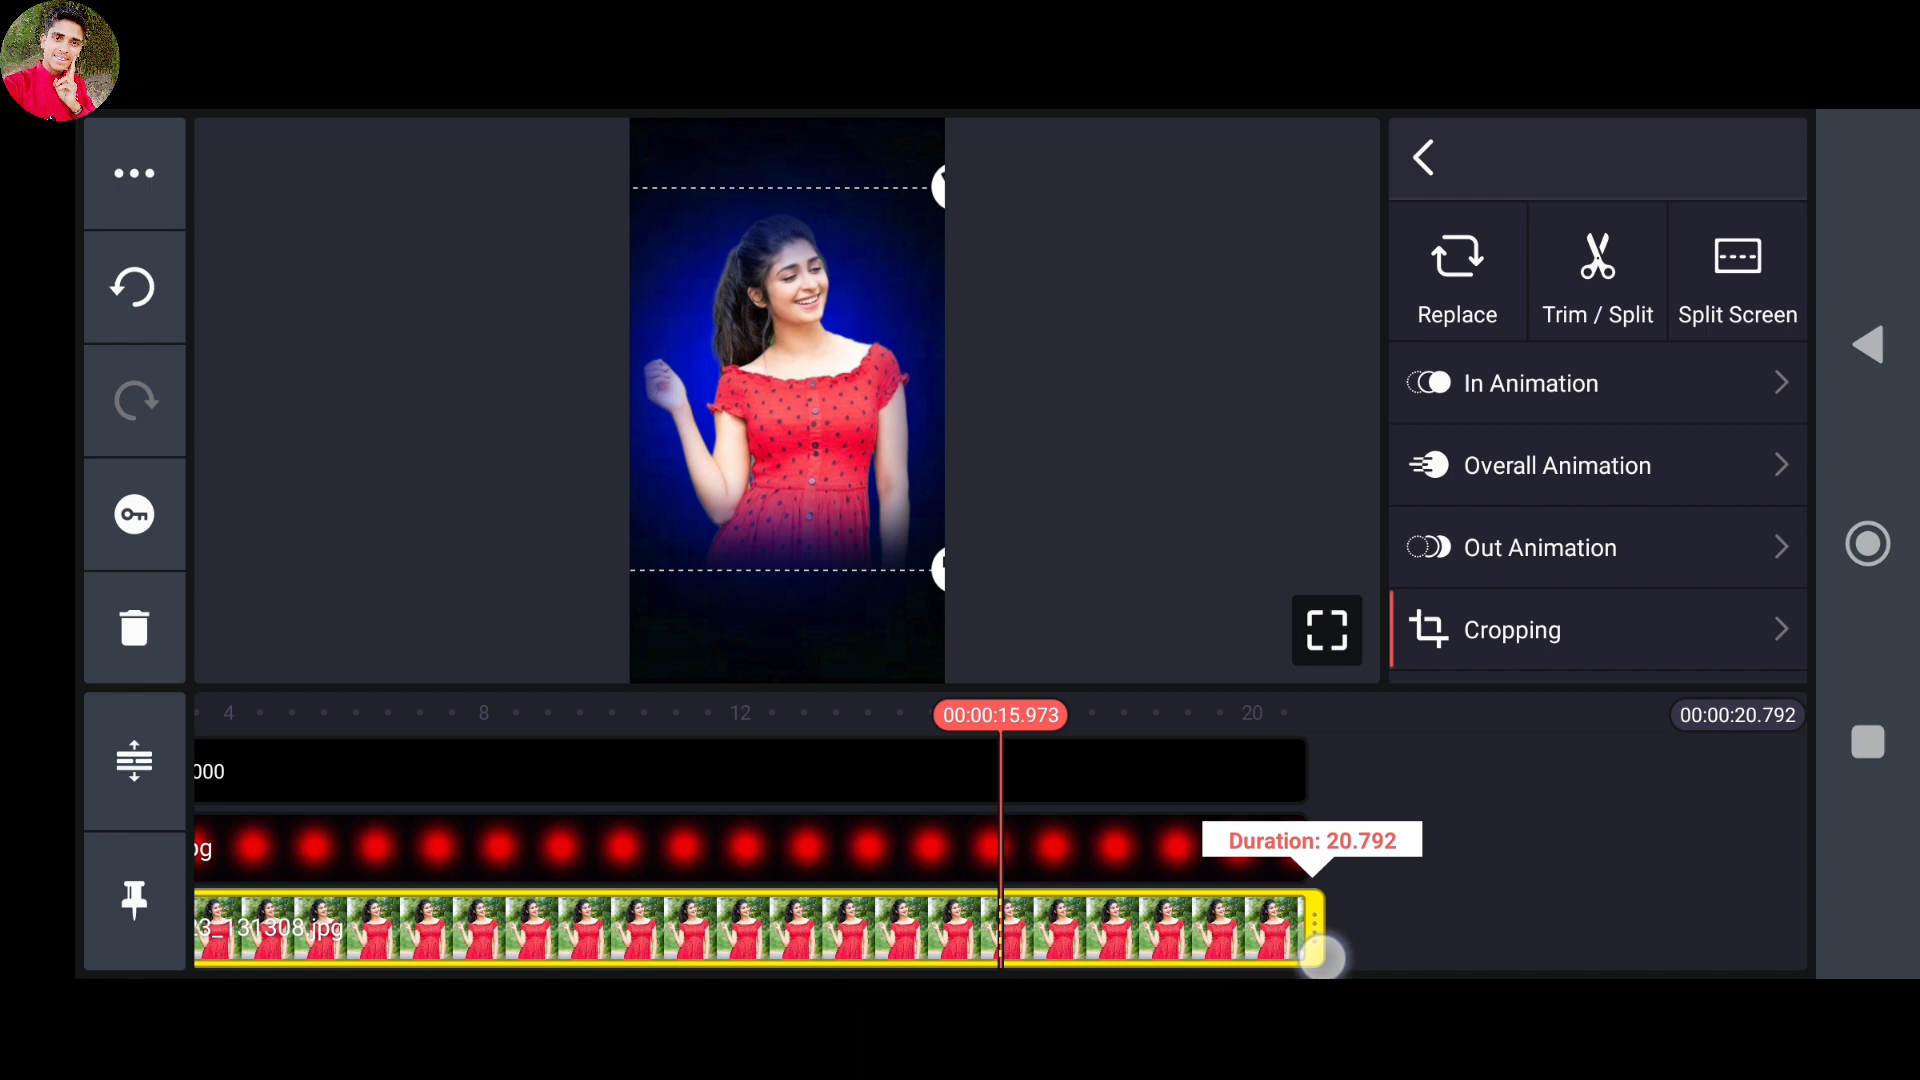 Replace
Trim / Split
Split Screen
In Animation
Overall Animation
Out Animation
Cropping
4
8
12
00:00:15.973
20
00:00:20.792
000
Duration: 20.792
23_131308.jpg